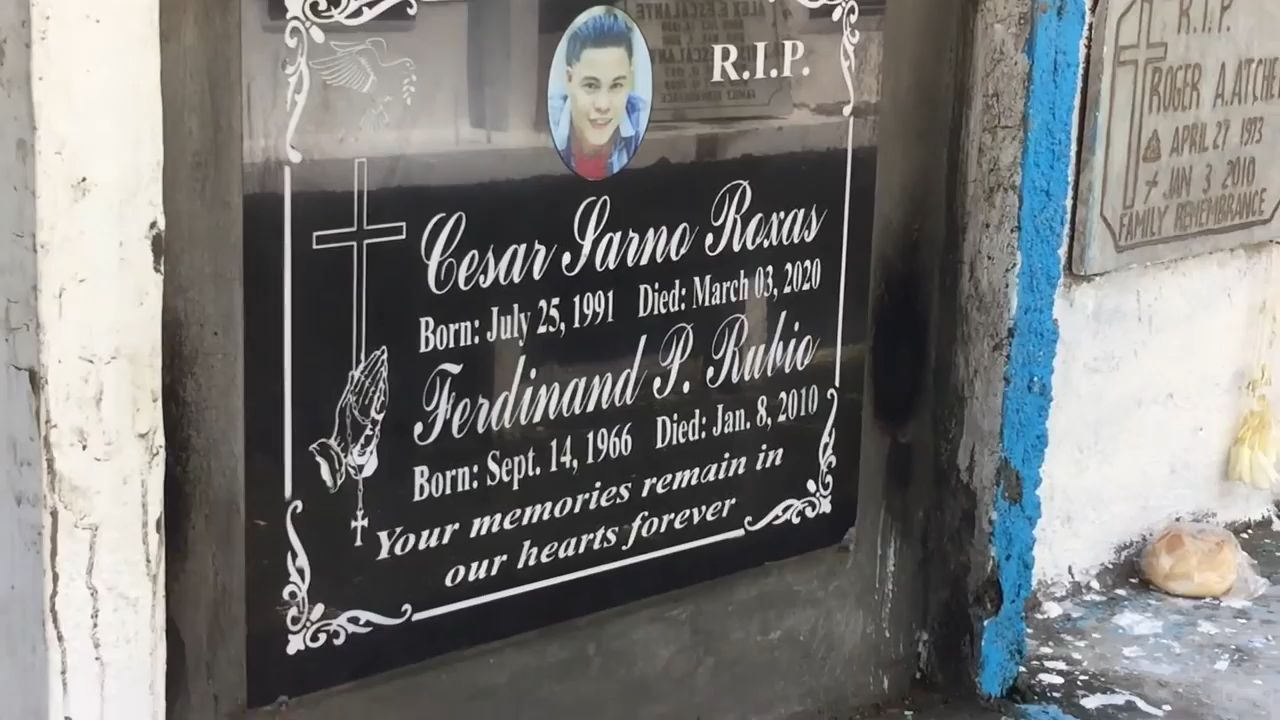 R.I.P.
Cesar Sarno Roxas
Born: July 25, 1991 Died: March 03, 2020
Ferdinand P. Rubio
Born: Sept. 14, 1966 Died: Jan. 8, 2010
Your memories remain in
our hearts forever
R.I.P.
ROGER A. ATCHE
APRIL 27 1973
JAN 3 2010
FAMILY REMEMBRANCE